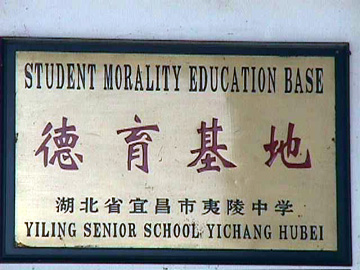 STUDENT MORALITY EDUCATION BASE
德育基地
湖北省宜昌市夷陵中学
YILING SENIOR SCHOOL YICHANG HUBEI